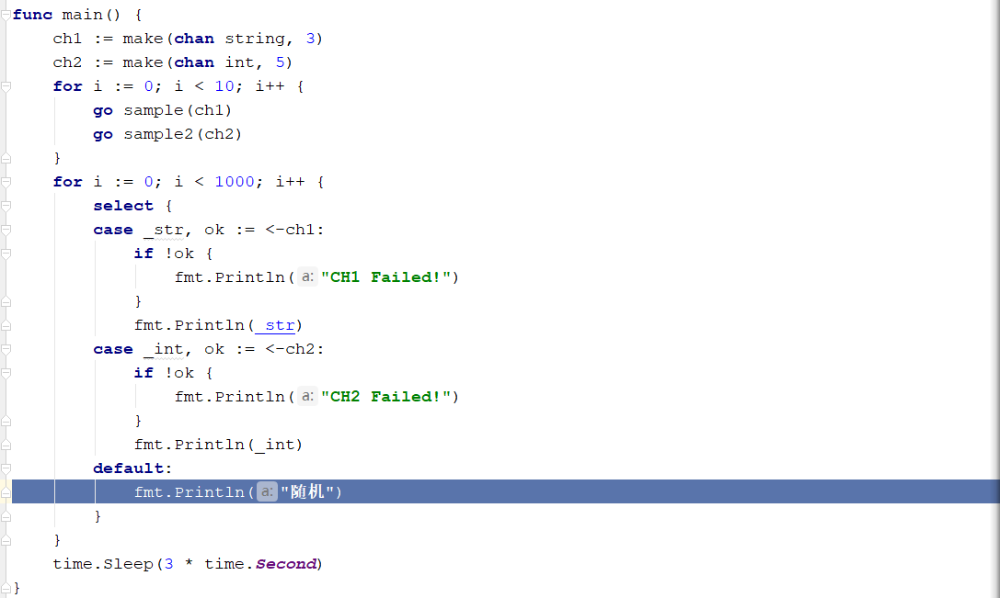 func main() {
    ch1 := make(chan string, 3)
    ch2 := make(chan int, 5)
    for i := 0; i < 10; i++ {
        go sample(ch1)
        go sample2(ch2)
    }
    for i := 0; i < 1000; i++ {
        select {
        case _str, ok := <-ch1:
            if !ok {
                fmt.Println(a: "CH1 Failed!")
            }
            fmt.Println(_str)
        case _int, ok := <-ch2:
            if !ok {
                fmt.Println(a: "CH2 Failed!")
            }
            fmt.Println(_int)
        default:
            fmt.Println(a: "随机")
        }
    }
    time.Sleep(3 * time.Second)
}